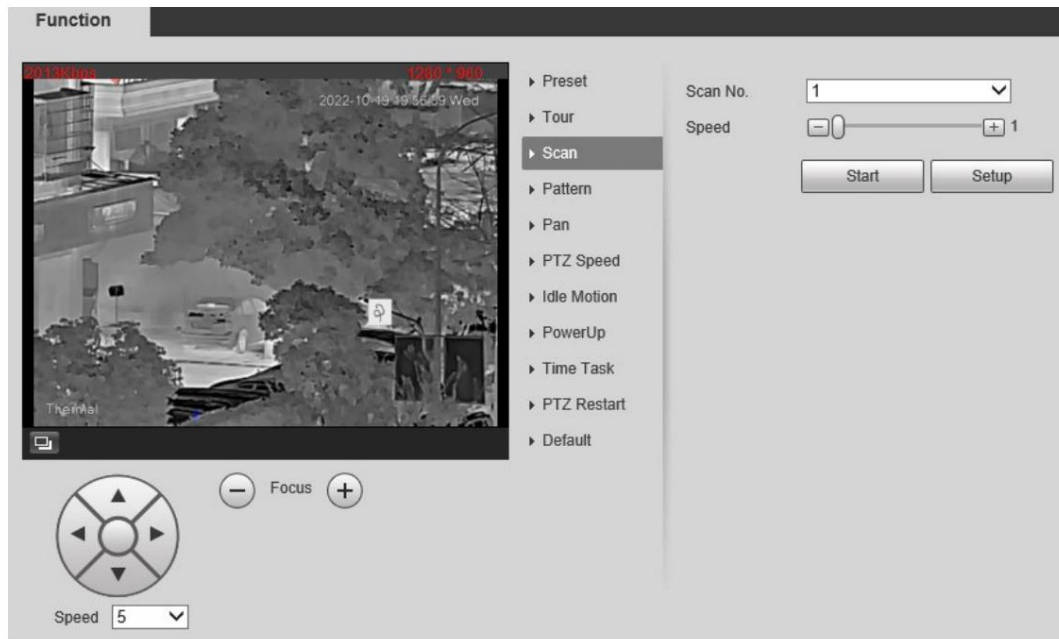 Function
2013Kbps
1280 * 960
2022-10-19 19:56:59 Wed
Thermal
Preset
Tour
Scan
Pattern
Pan
PTZ Speed
Idle Motion
PowerUp
Time Task
PTZ Restart
Default
Scan No.
1
Speed
1
Start
Setup
Focus
Speed
5